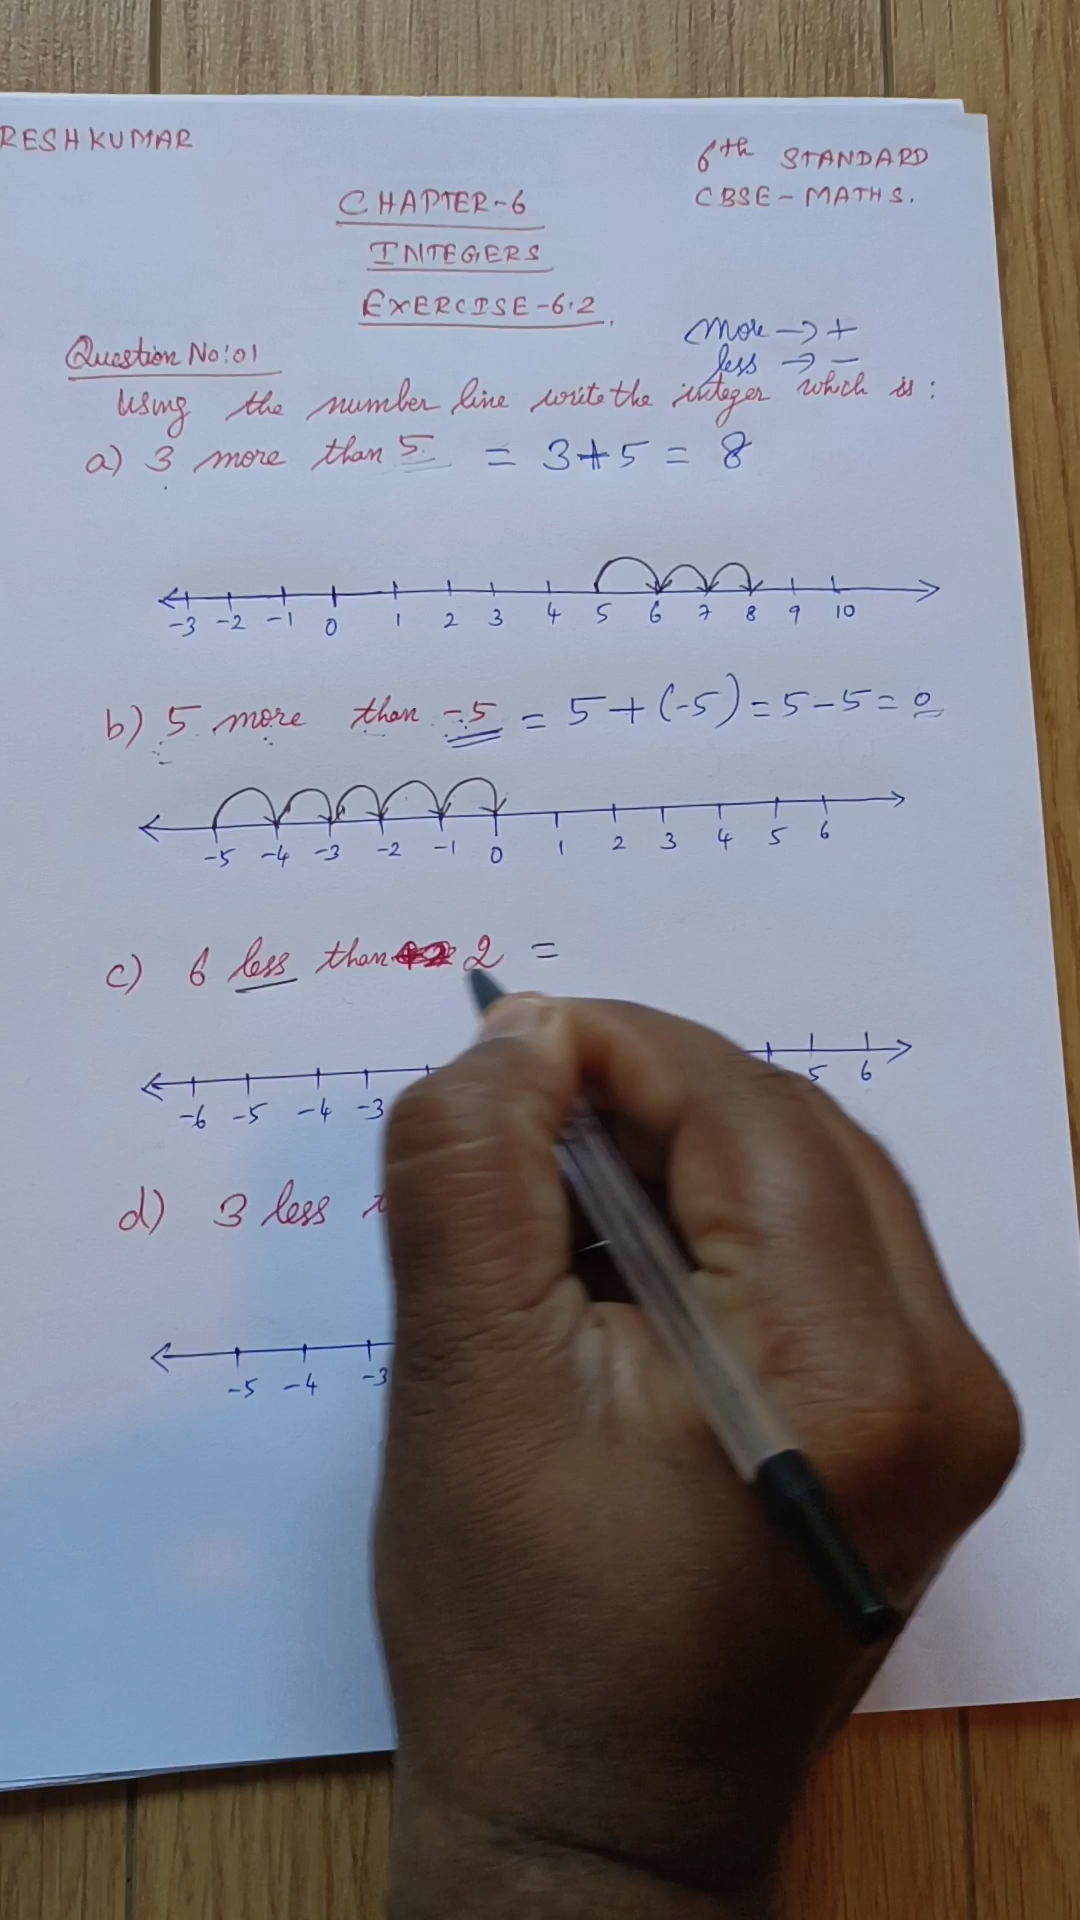 RESHKUMAR
6th STANDARD
CBSE - MATHS.
CHAPTER-6
INTEGERS
EXERCISE-6.2
more → +
less → -
Question No:01
Using the number line write the integer which is :
a) 3 more than 5 = 3+5 = 8
-3 -2 -1 0 1 2 3 4 5 6 7 8 9 10
b) 5 more than -5 = 5+(-5) = 5-5 = 0
-5 -4 -3 -2 -1 0 1 2 3 4 5 6
c) 6 less than 2 =
-6 -5 -4 -3 5 6
d) 3 less
-5 -4 -3